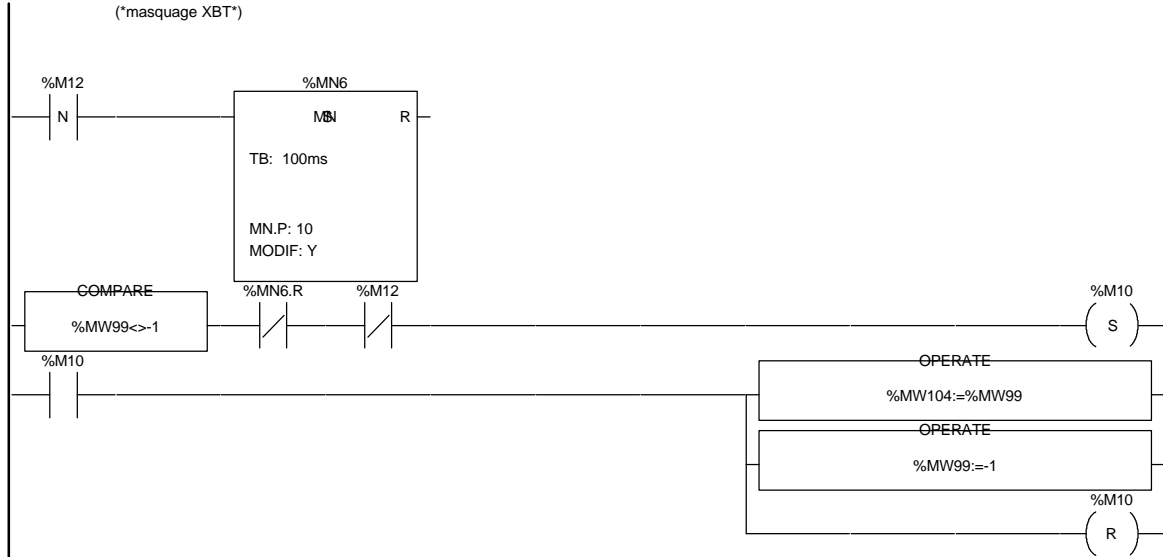 (*masquage XBT*)
%M12
%MN6
N
MN S R
TB: 100ms
MN.P: 10
MODIF: Y
COMPARE
%MN6.R
%M12
%M10
%MW99<>-1
S
%M10
OPERATE
%MW104:=%MW99
OPERATE
%MW99:=-1
%M10
R